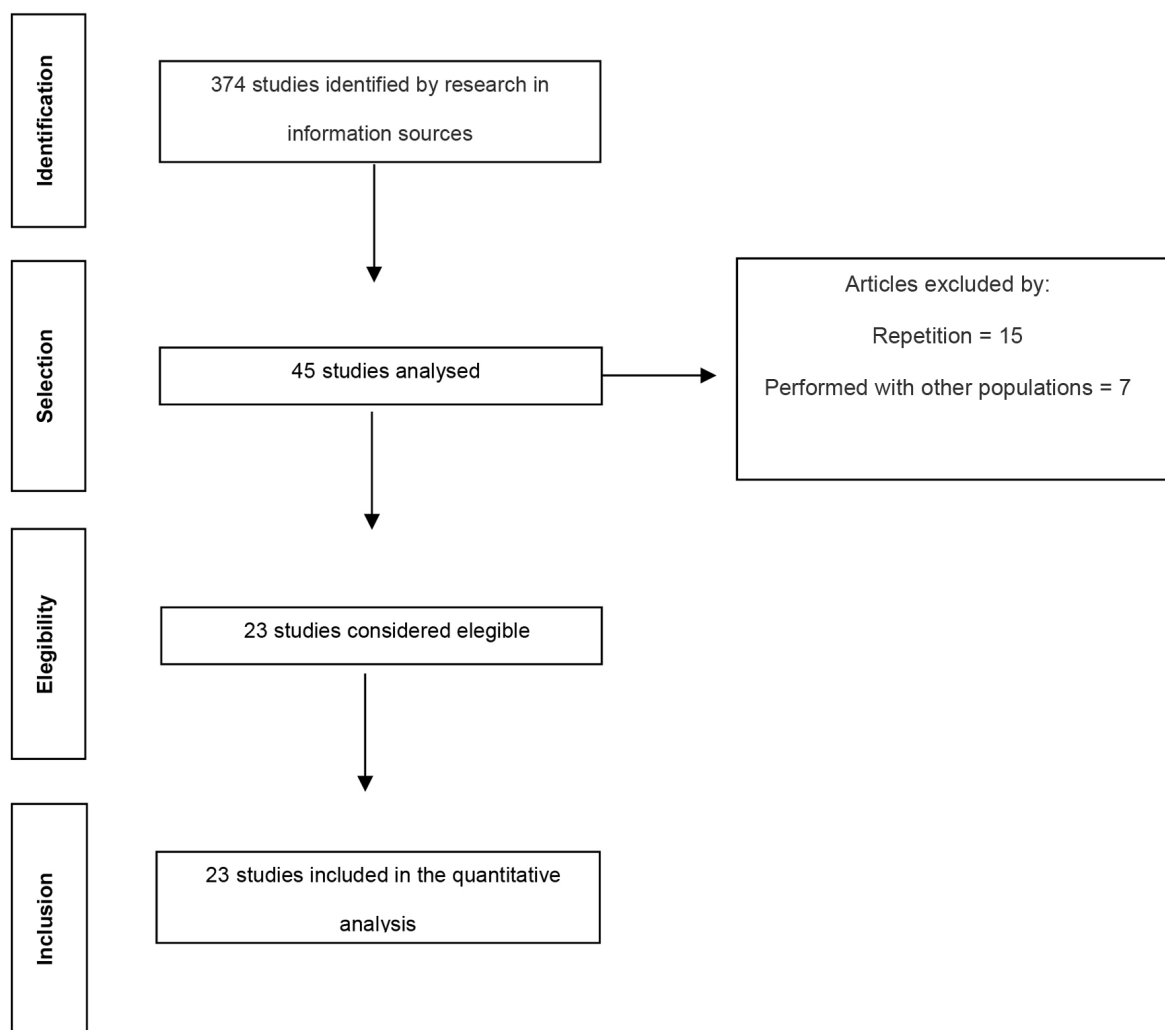 Identification
374 studies identified by research in
information sources
Selection
45 studies analysed
Articles excluded by:
Repetition = 15
Performed with other populations = 7
Elegibility
23 studies considered elegible
Inclusion
23 studies included in the quantitative
analysis